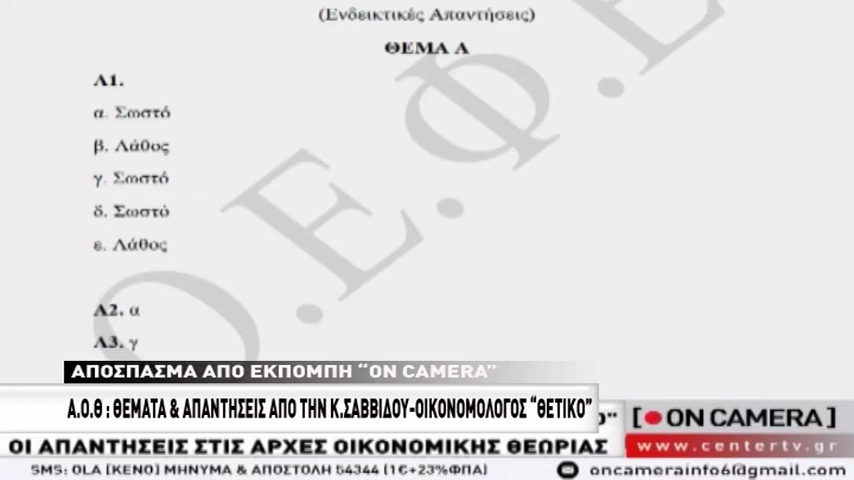 (Ενδεικτικές Απαντήσεις)
ΘΕΜΑ Α
Α1.
α. Σωστό
β. Λάθος
γ. Σωστό
δ. Σωστό
ε. Λάθος
Α2. α
Α3. γ
Ο.Ε.Φ.Ε.
ΑΠΟΣΠΑΣΜΑ ΑΠΟ ΕΚΠΟΜΠΗ "ON CAMERA"
Α.Ο.Θ : ΘΕΜΑΤΑ & ΑΠΑΝΤΗΣΕΙΣ ΑΠΟ ΤΗΝ Κ.ΣΑΒΒΙΔΟΥ-ΟΙΚΟΝΟΜΟΛΟΓΟΣ "ΘΕΤΙΚΟ"
[ON CAMERA]
ΟΙ ΑΠΑΝΤΗΣΕΙΣ ΣΤΙΣ ΑΡΧΕΣ ΟΙΚΟΝΟΜΙΚΗΣ ΘΕΩΡΙΑΣ
www.centertv.gr
SMS: OLA (ΚΕΝΟ) ΜΗΝΥΜΑ & ΑΠΟΣΤΟΛΗ 54344 (1€+23%ΦΠΑ)
oncamerainfo6@gmail.com